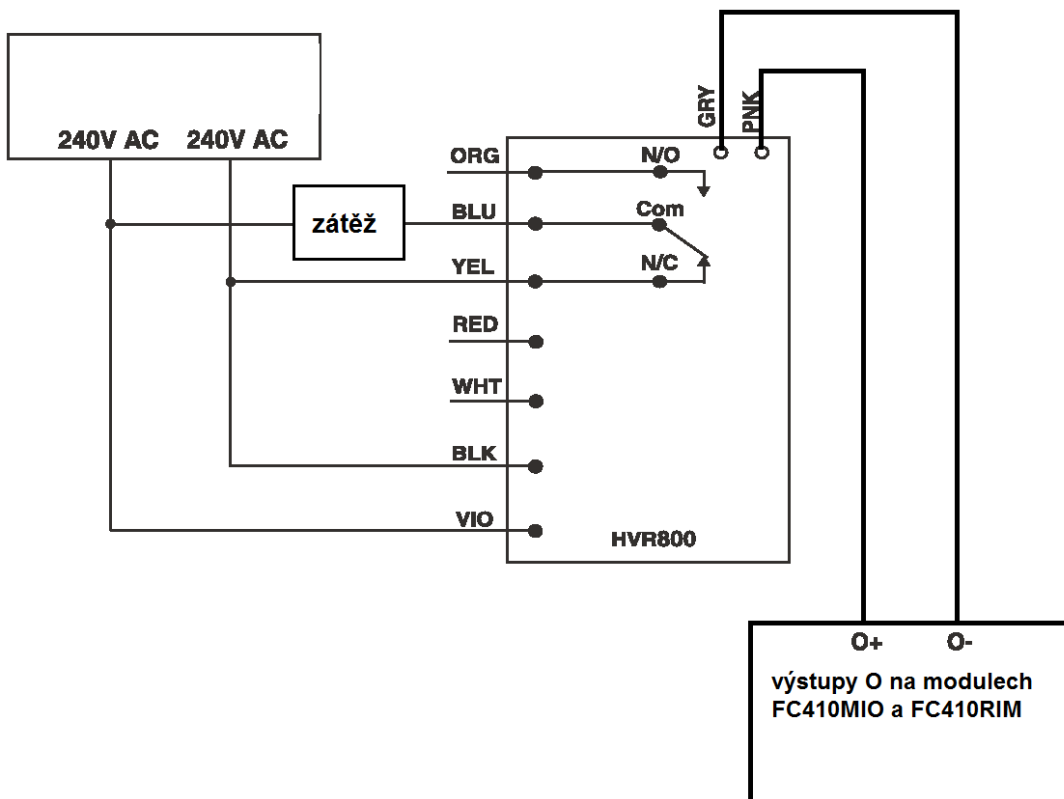 240V AC 240V AC
GRY
PNK
ORG
N/O
BLU
Com
zátěž
YEL
N/C
RED
WHT
BLK
VIO
HVR800
O+ O-
výstupy O na modulech
FC410MIO a FC410RIM